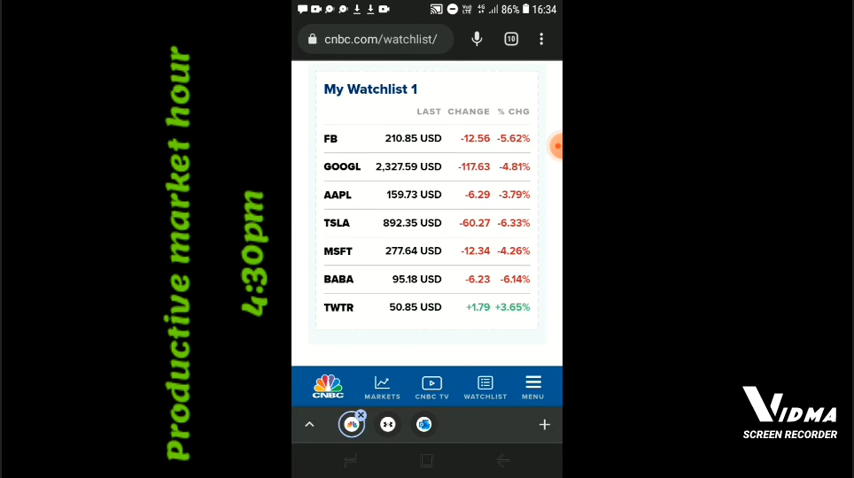 Productive market hour
4:30pm
4G 86% 16:34
cnbc.com/watchlist/
10
My Watchlist 1
LAST CHANGE % CHG
FB 210.85 USD -12.56 -5.62%
GOOGL 2,327.59 USD -117.63 -4.81%
AAPL 159.73 USD -6.29 -3.79%
TSLA 892.35 USD -60.27 -6.33%
MSFT 277.64 USD -12.34 -4.26%
BABA 95.18 USD -6.23 -6.14%
TWTR 50.85 USD +1.79 +3.65%
CNBC MARKETS CNBC TV WATCHLIST MENU
VIDMA
SCREEN RECORDER